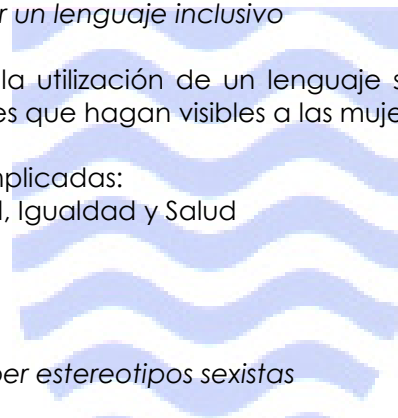 r un lenguaje inclusivo
la utilización de un lenguaje s
es que hagan visibles a las muje
nplicadas:
d, Igualdad y Salud
per estereotipos sexistas